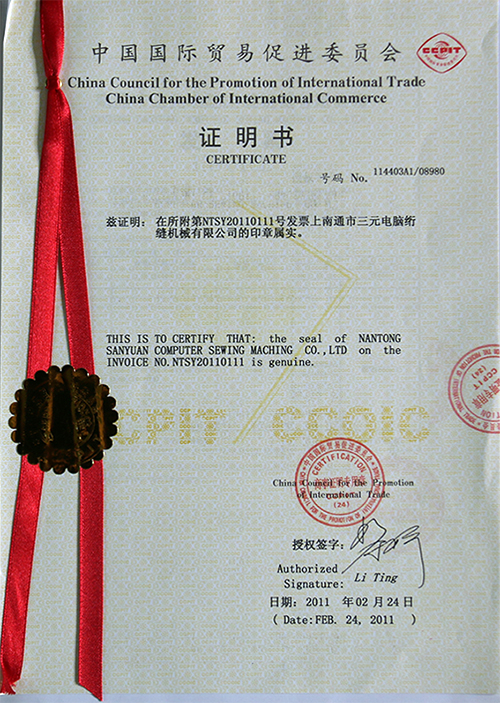 中国国际贸易促进委员会
CCPIT
China Council for the Promotion of International Trade
China Chamber of International Commerce
证明书
CERTIFICATE
号码 No. 114403A1/08980
兹证明: 在所附第NTSY20110111号发票上南通市三元电脑绗
缝机械有限公司的印章属实。
THIS IS TO CERTIFY THAT: the seal of NANTONG
SANYUAN COMPUTER SEWING MACHING CO.,LTD on the
INVOICE NO.NTSY20110111 is genuine.
CCPIT / CCOIC
CCPIT
(24)
CERTIFICATION
China Council for the Promotion
of International Trade
(24)
授权签字:
Authorized
Signature: Li Ting
日期: 2011 年02月24日
( Date:FEB. 24, 2011 )